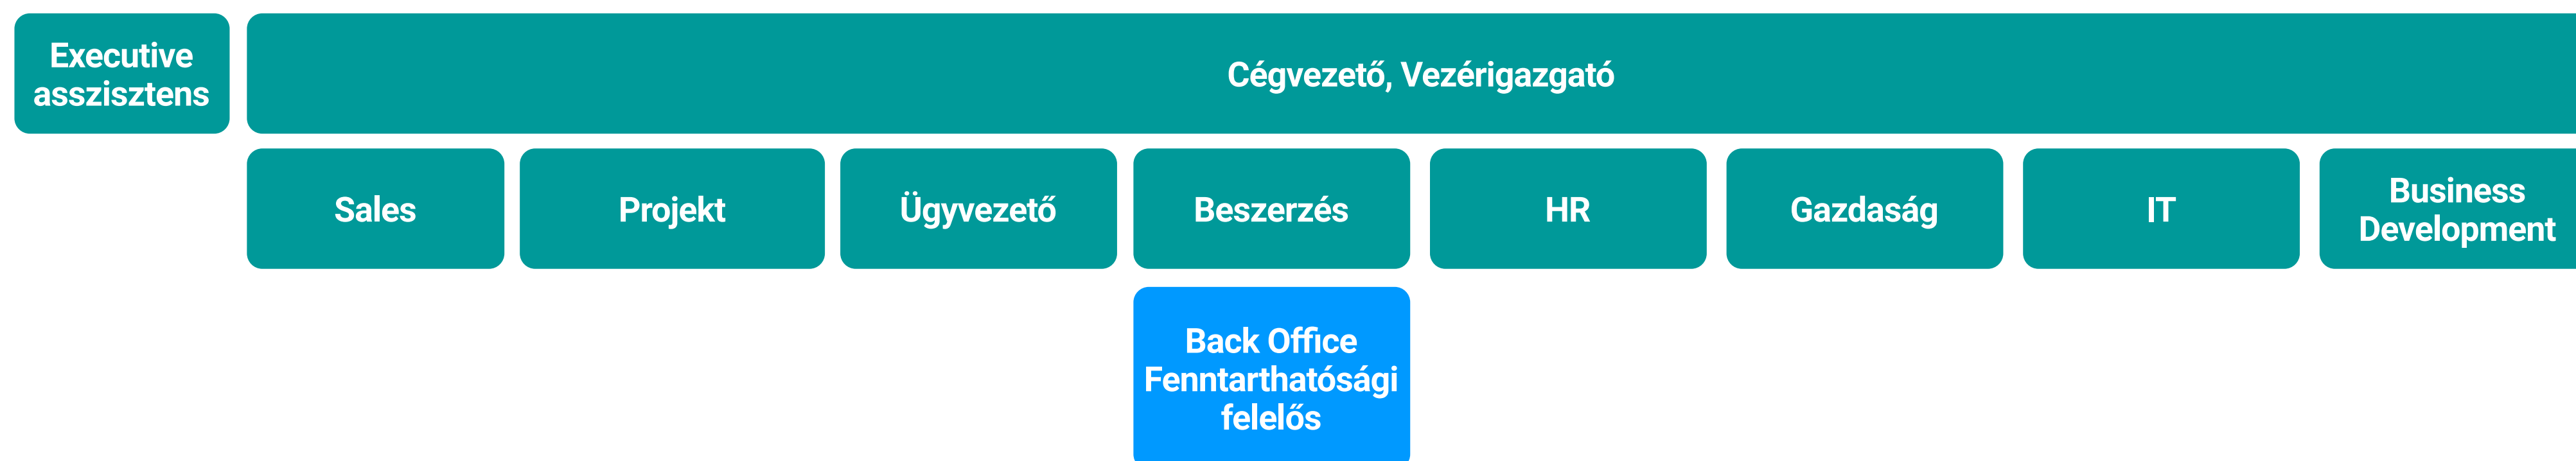 Executive
asszisztens
Cégvezető, Vezérigazgató
Sales
Projekt
Ügyvezető
Beszerzés
HR
Gazdaság
IT
Business
Development
Back Office
Fenntarthatósági
felelős